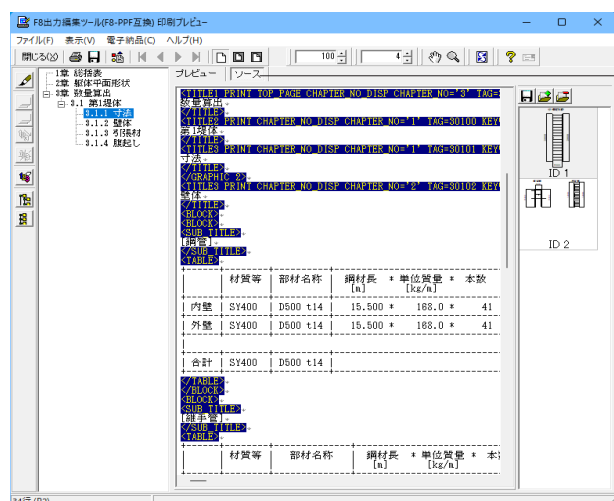 F8出力編集ツール(F8-PPF互換) 印刷プレビュー
ファイル(F) 表示(V) 電子納品(C) ヘルプ(H)
閉じる(X) 100 4
1章 総括表
2章 躯体平面形状
3章 数量算出
3.1 第1堤体
3.1.1 寸法
3.1.2 壁体
3.1.3 引張材
3.1.4 腹起し
プレビュー ソース
<TITLE1 PRINT TOP_PAGE CHAPTER_NO_DISP CHAPTER_NO='3' TAG=
数量算出
</TITLE>
<TITLE2 PRINT CHAPTER_NO_DISP CHAPTER_NO='1' TAG=30100 KEY
第1堤体
</TITLE>
<TITLE3 PRINT CHAPTER_NO_DISP CHAPTER_NO='1' TAG=30101 KEY
寸法
</TITLE>
</GRAPHIC 2>
<TITLE3 PRINT CHAPTER_NO_DISP CHAPTER_NO='2' TAG=30102 KEY
壁体
</TITLE>
<BLOCK>
<BLOCK>
<SUB_TITLE>
[鋼管]
</SUB_TITLE>
<TABLE>
| | 材質等 | 部材名称 | 鋼材長 * 単位質量 * 本数
[m] [kg/m]
| 内壁 | SY400 | D500 t14 | 15.500 * 168.0 * 41
| 外壁 | SY400 | D500 t14 | 15.500 * 168.0 * 41
| 合計 | SY400 | D500 t14 |
</TABLE>
</BLOCK>
<BLOCK>
<SUB_TITLE>
[継手管]
</SUB_TITLE>
<TABLE>
| | 材質等 | 部材名称 | 鋼材長 * 単位質量 * 本
[m] [kg/m]
ID 1
ID 2